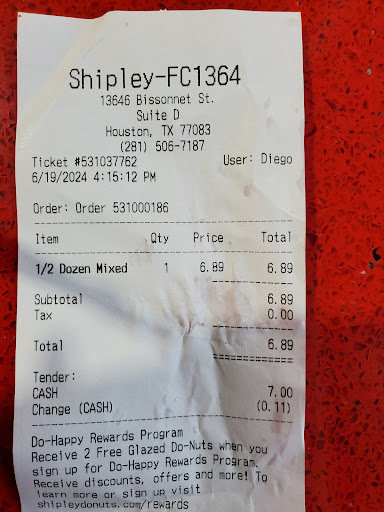 Shipley-FC1364
13646 Bissonnet St.
Suite D
Houston, TX 77083
(281) 506-7187
Ticket #531037762 User: Diego
6/19/2024 4:15:12 PM
Order: Order 531000186
Item Qty Price Total
1/2 Dozen Mixed 1 6.89 6.89
Subtotal 6.89
Tax 0.00
Total 6.89
Tender:
CASH 7.00
Change (CASH) (0.11)
Do-Happy Rewards Program
Receive 2 Free Glazed Do-Nuts when you
sign up for Do-Happy Rewards Program.
Receive discounts, offers and more! To
learn more or sign up visit
shipleydonuts.com/rewards